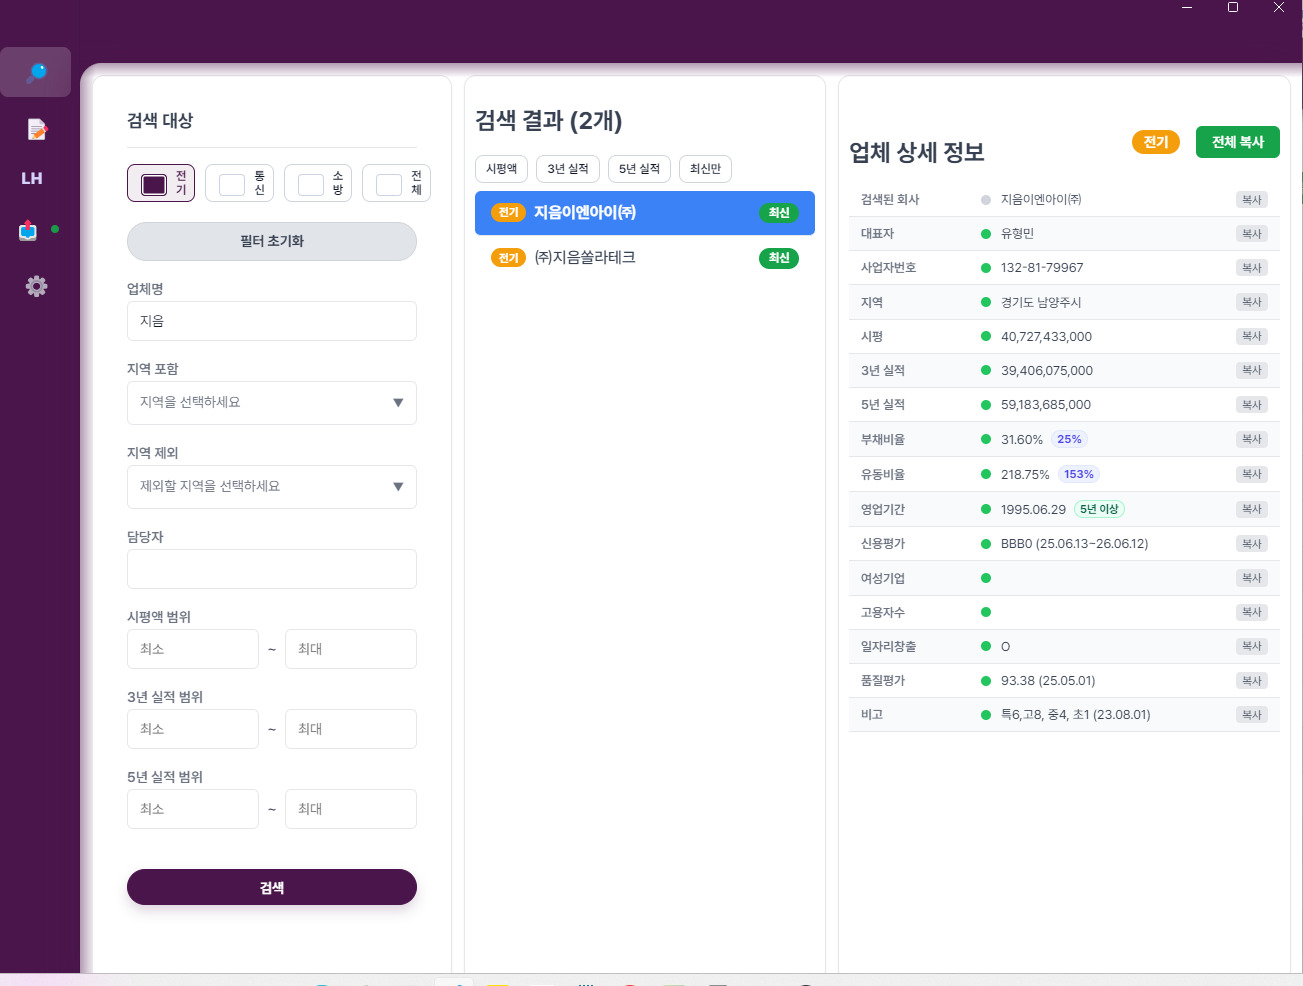 LH
검색 대상
전기
통신
소방
전체
필터 초기화
업체명
지음
지역 포함
지역을 선택하세요 ▼
지역 제외
제외할 지역을 선택하세요 ▼
담당자
시평액 범위
최소 ~ 최대
3년 실적 범위
최소 ~ 최대
5년 실적 범위
최소 ~ 최대
검색
검색 결과 (2개)
시평액 3년 실적 5년 실적 최신만
전기 지음이엔아이㈜ 최신
전기 ㈜지음쏠라테크 최신
업체 상세 정보 전기 전체 복사
검색된 회사 지음이엔아이㈜ 복사
대표자 유형민 복사
사업자번호 132-81-79967 복사
지역 경기도 남양주시 복사
시평 40,727,433,000 복사
3년 실적 39,406,075,000 복사
5년 실적 59,183,685,000 복사
부채비율 31.60% 25% 복사
유동비율 218.75% 153% 복사
영업기간 1995.06.29 5년 이상 복사
신용평가 BBB0 (25.06.13~26.06.12) 복사
여성기업 복사
고용자수 복사
일자리창출 O 복사
품질평가 93.38 (25.05.01) 복사
비고 특6,고8, 중4, 초1 (23.08.01) 복사